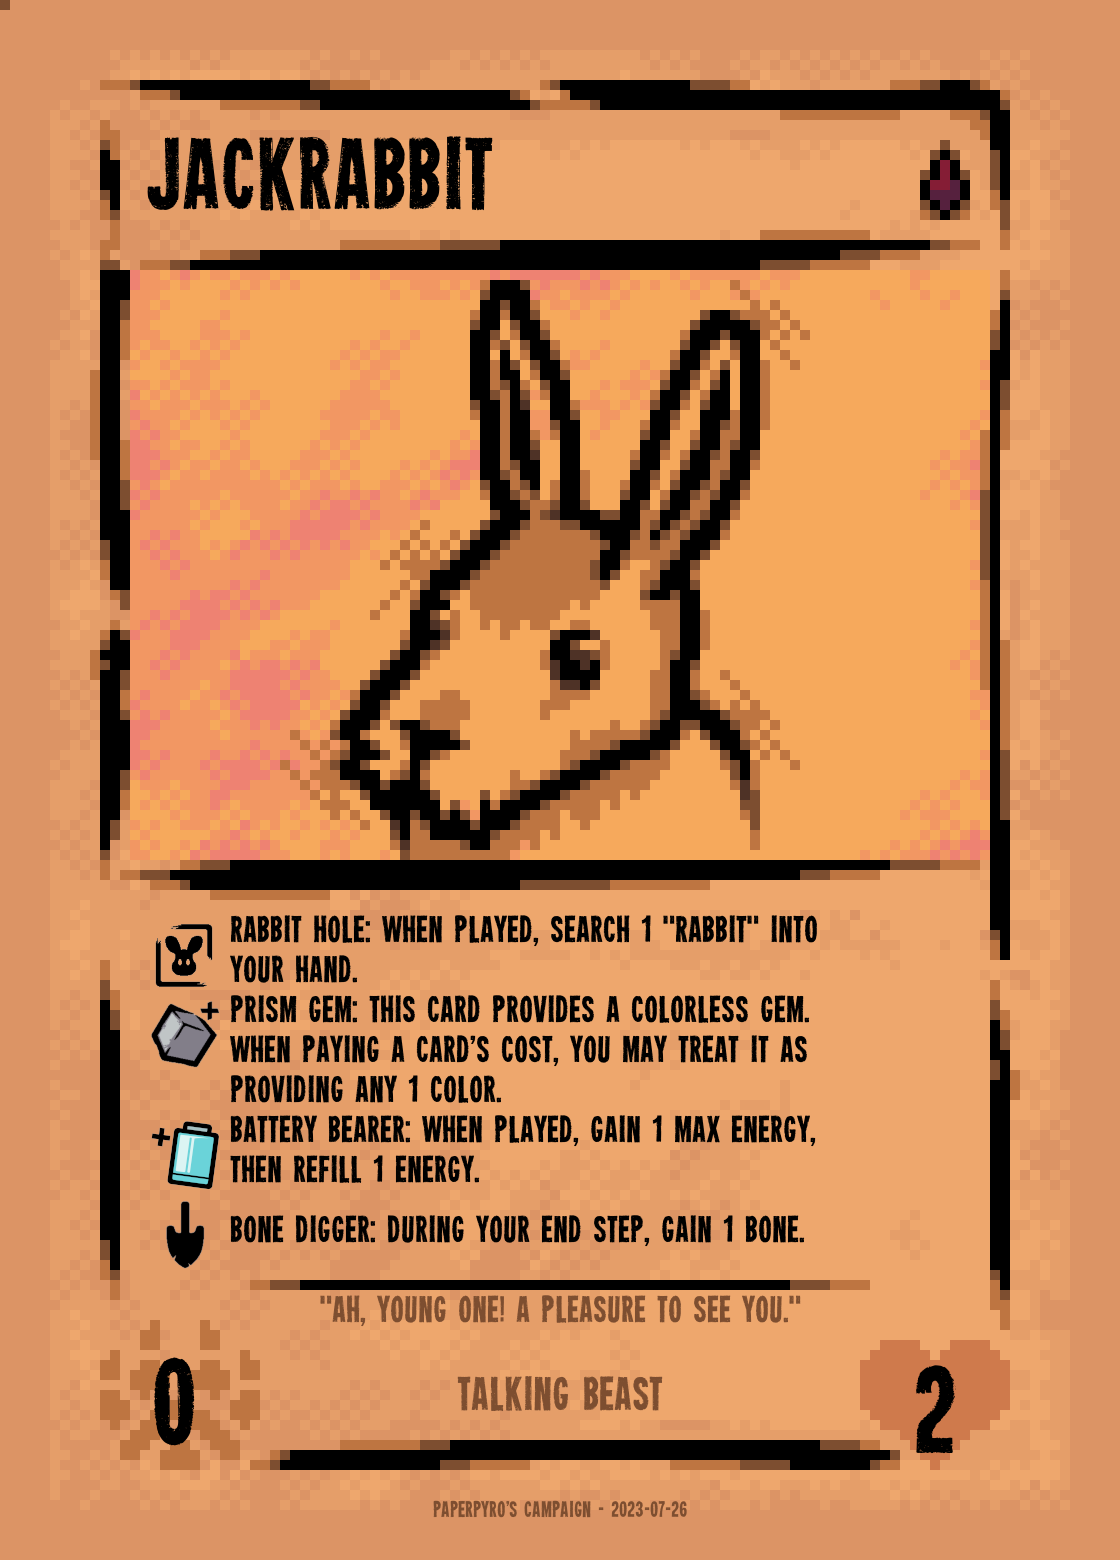 JACKRABBIT
RABBIT HOLE: WHEN PLAYED, SEARCH 1 "RABBIT" INTO
YOUR HAND.
PRISM GEM: THIS CARD PROVIDES A COLORLESS GEM.
WHEN PAYING A CARD'S COST, YOU MAY TREAT IT AS
PROVIDING ANY 1 COLOR.
BATTERY BEARER: WHEN PLAYED, GAIN 1 MAX ENERGY,
THEN REFILL 1 ENERGY.
BONE DIGGER: DURING YOUR END STEP, GAIN 1 BONE.
"AH, YOUNG ONE! A PLEASURE TO SEE YOU."
0
TALKING BEAST
2
PAPERPYRO'S CAMPAIGN - 2023-07-26